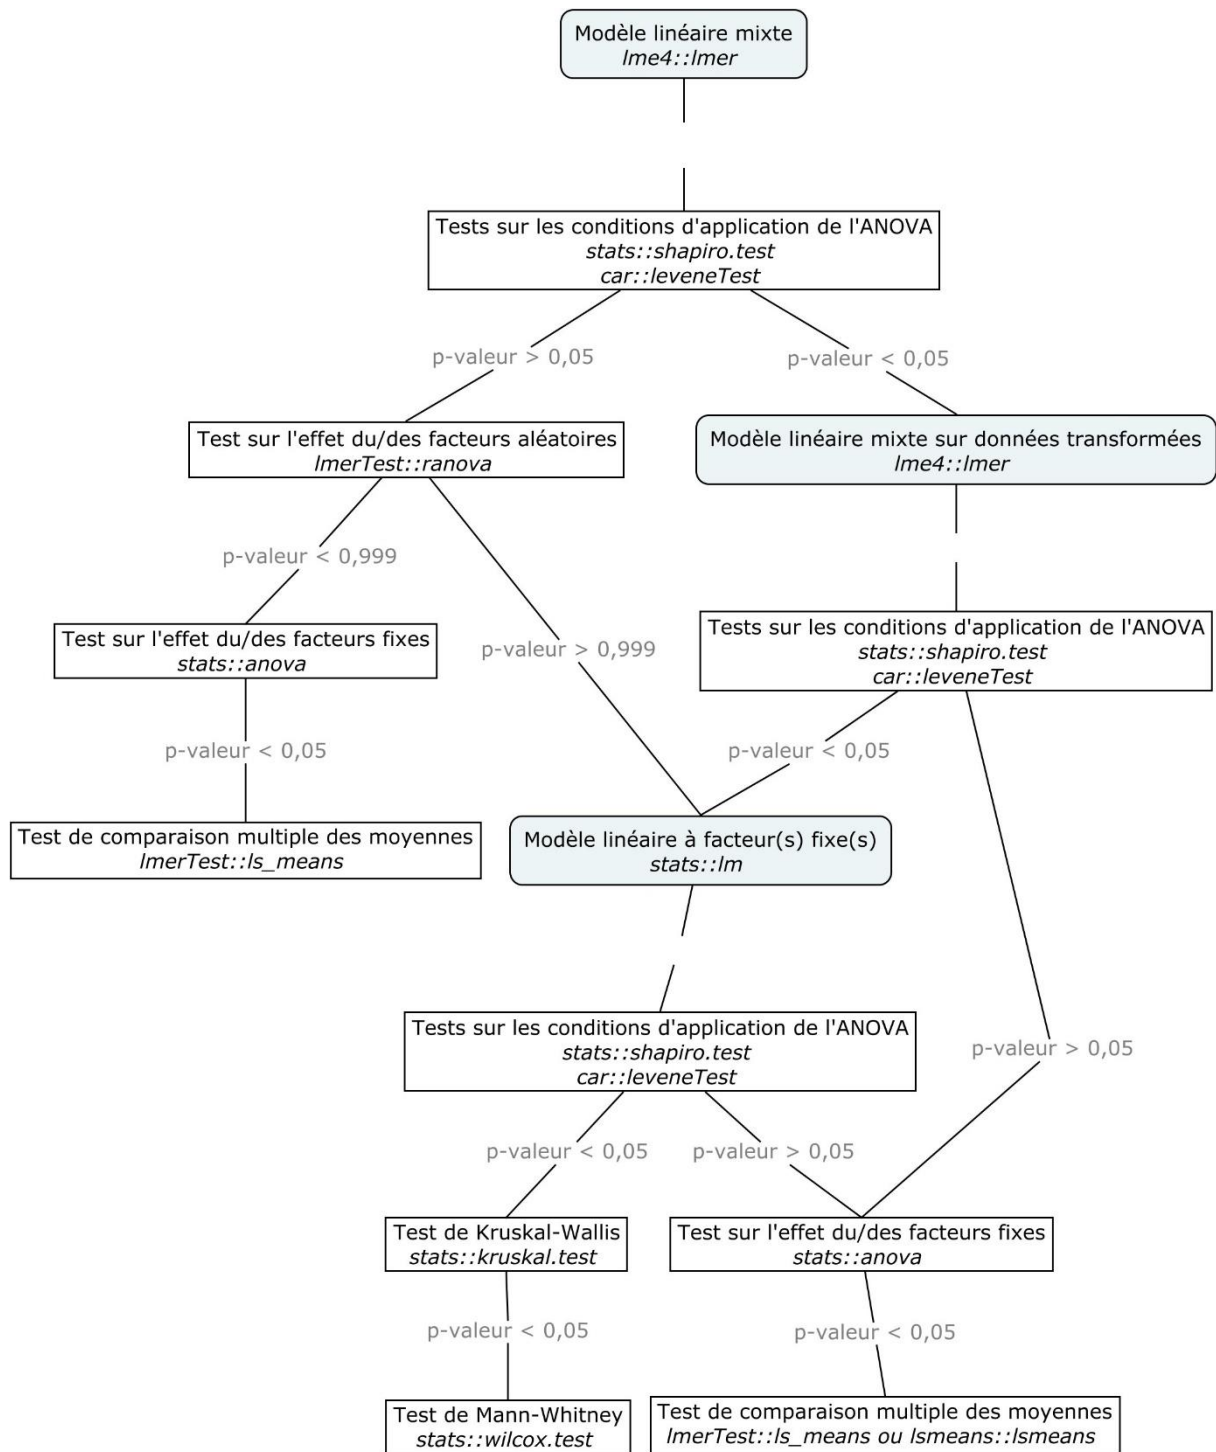 Modèle linéaire mixte
lme4::lmer
Tests sur les conditions d'application de l'ANOVA
stats::shapiro.test
car::leveneTest
p-valeur > 0,05
p-valeur < 0,05
Test sur l'effet du/des facteurs aléatoires
lmerTest::ranova
Modèle linéaire mixte sur données transformées
lme4::lmer
p-valeur < 0,999
p-valeur > 0,999
Test sur l'effet du/des facteurs fixes
stats::anova
Tests sur les conditions d'application de l'ANOVA
stats::shapiro.test
car::leveneTest
p-valeur < 0,05
p-valeur < 0,05
Test de comparaison multiple des moyennes
lmerTest::ls_means
Modèle linéaire à facteur(s) fixe(s)
stats::lm
Tests sur les conditions d'application de l'ANOVA
stats::shapiro.test
car::leveneTest
p-valeur > 0,05
p-valeur < 0,05
p-valeur > 0,05
Test de Kruskal-Wallis
stats::kruskal.test
Test sur l'effet du/des facteurs fixes
stats::anova
p-valeur < 0,05
p-valeur < 0,05
Test de Mann-Whitney
stats::wilcox.test
Test de comparaison multiple des moyennes
lmerTest::ls_means ou lsmeans::lsmeans